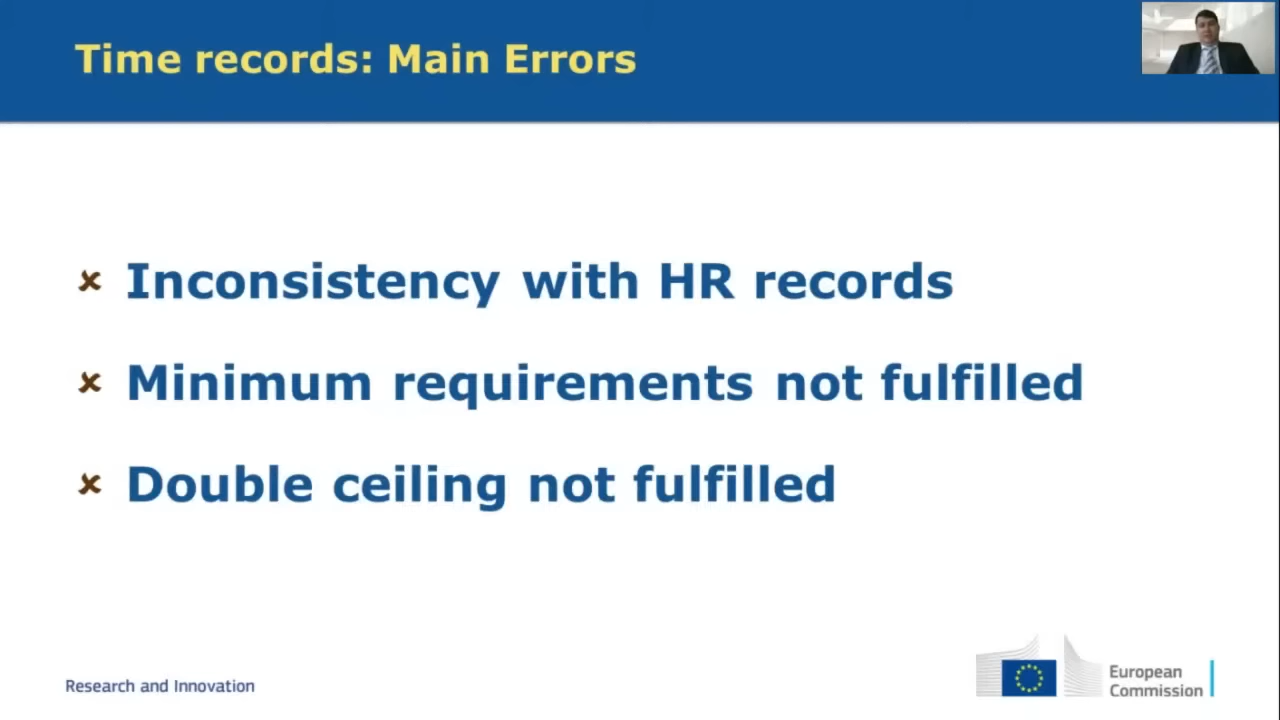 Time records: Main Errors
Inconsistency with HR records
Minimum requirements not fulfilled
Double ceiling not fulfilled
Research and Innovation
European
Commission